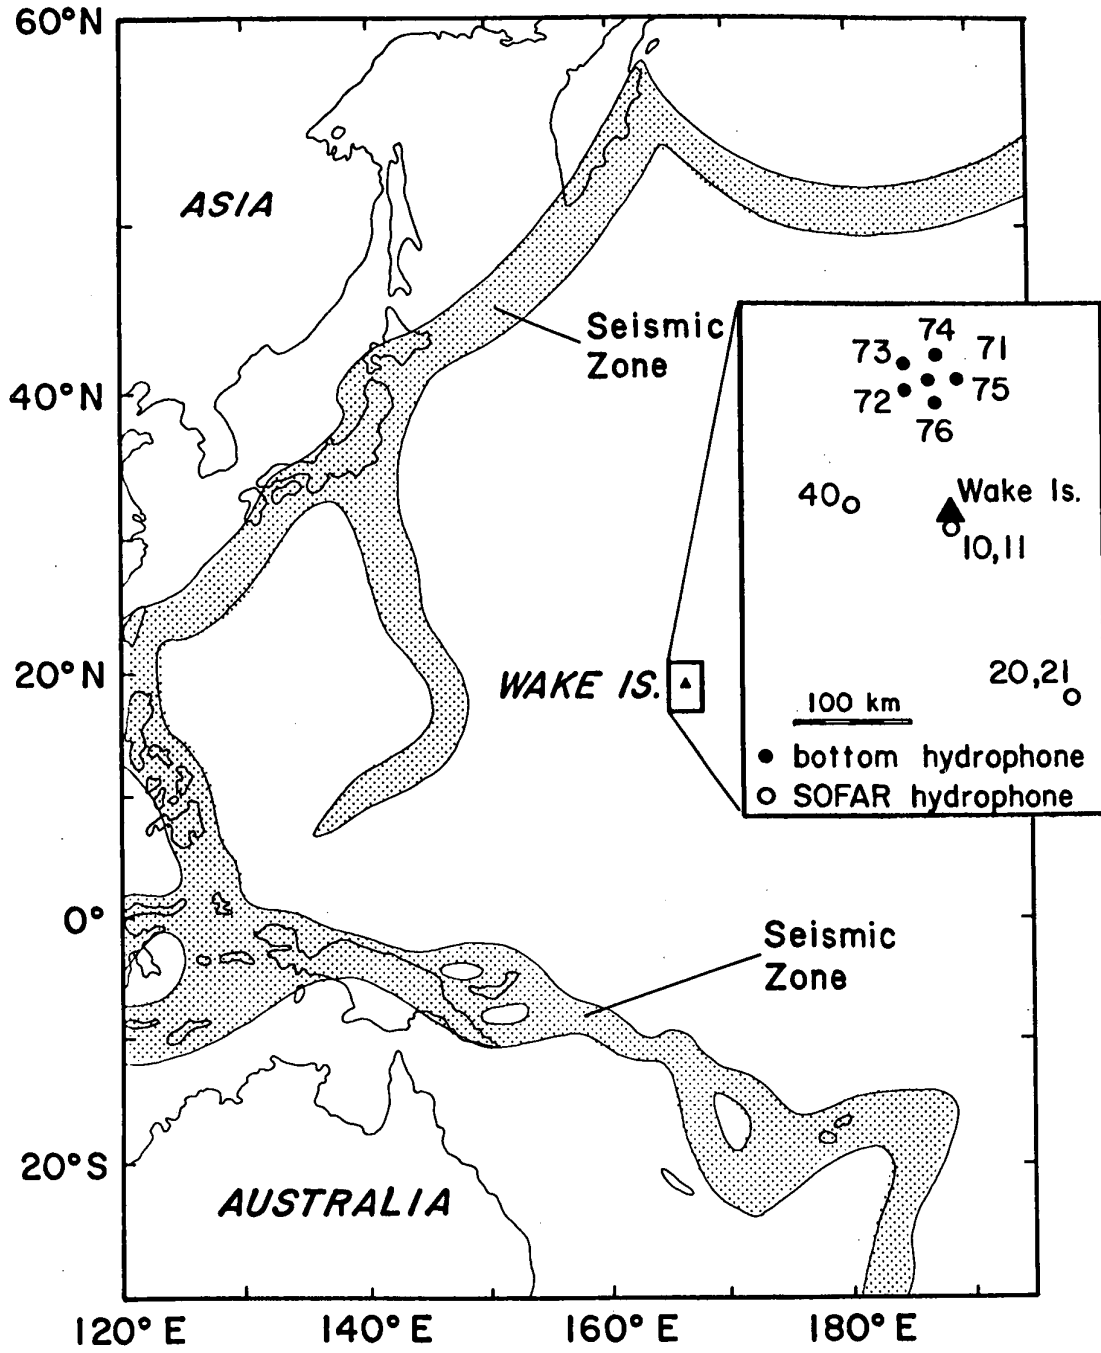 60°N
ASIA
Seismic
Zone
74
73
71
72
75
76
40°N
40
Wake Is.
10,11
20°N
WAKE IS.
20,21
100 km
bottom hydrophone
SOFAR hydrophone
0°
Seismic
Zone
20°S
AUSTRALIA
120°E
140°E
160°E
180°E